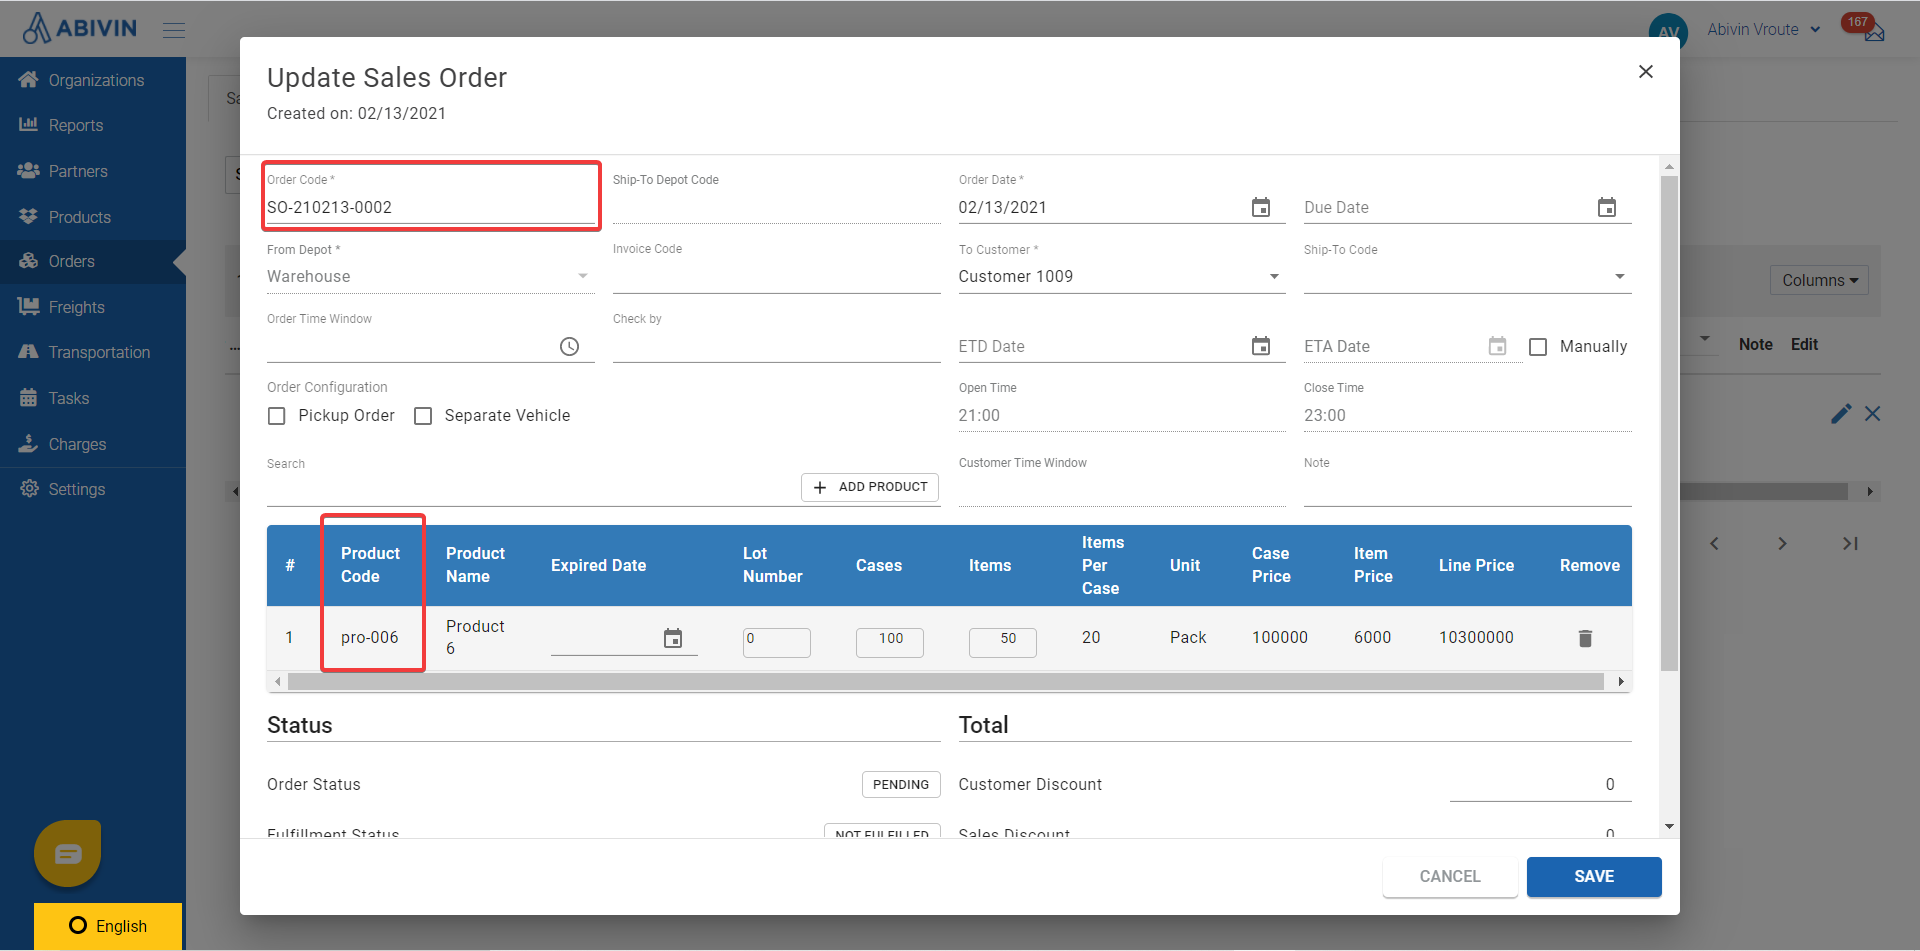 ABIVIN
AV
Abivin Vroute
167
Organizations
Reports
Partners
Products
Orders
Freights
Transportation
Tasks
Charges
Settings
English
Columns
Note Edit
Update Sales Order
Created on: 02/13/2021
Order Code *
SO-210213-0002
Ship-To Depot Code
Order Date *
02/13/2021
Due Date
From Depot *
Warehouse
Invoice Code
To Customer *
Customer 1009
Ship-To Code
Order Time Window
Check by
ETD Date
ETA Date
Manually
Order Configuration
Pickup Order
Separate Vehicle
Open Time
21:00
Close Time
23:00
Search
+ ADD PRODUCT
Customer Time Window
Note
# Product Code Product Name Expired Date Lot Number Cases Items Items Per Case Unit Case Price Item Price Line Price Remove
1 pro-006 Product 6 0 100 50 20 Pack 100000 6000 10300000
Status
Total
Order Status PENDING
Customer Discount 0
Fulfillment Status NOT FULFILLED
Sales Discount 0
CANCEL
SAVE